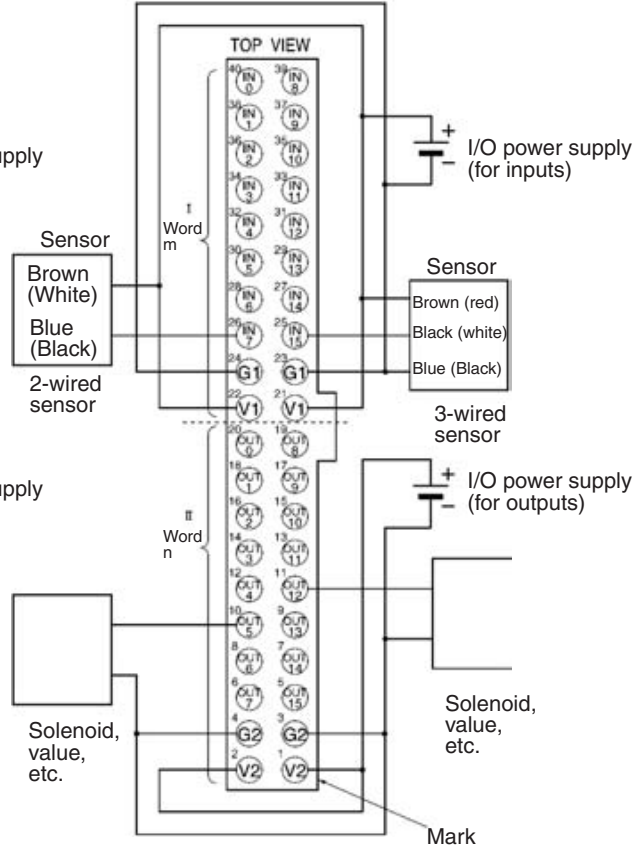 TOP VIEW
40 IN 0 39 IN 8
38 IN 1 37 IN 9
36 IN 2 35 IN 10
34 IN 3 33 IN 11
32 IN 4 31 IN 12
30 IN 5 29 IN 13
28 IN 6 27 IN 14
26 IN 7 25 IN 15
24 G1 23 G1
22 V1 21 V1
20 OUT 0 19 OUT 8
18 OUT 1 17 OUT 9
16 OUT 2 15 OUT 10
14 OUT 3 13 OUT 11
12 OUT 4 11 OUT 12
10 OUT 5 9 OUT 13
8 OUT 6 7 OUT 14
6 OUT 7 5 OUT 15
4 G2 3 G2
2 V2 1 V2
I
Word
m
II
Word
n
upply
Sensor
Brown
(White)
Blue
(Black)
2-wired
sensor
upply
Solenoid,
value,
etc.
+
I/O power supply
–
(for inputs)
Sensor
Brown (red)
Black (white)
Blue (Black)
3-wired
sensor
+
I/O power supply
–
(for outputs)
Solenoid,
value,
etc.
Mark